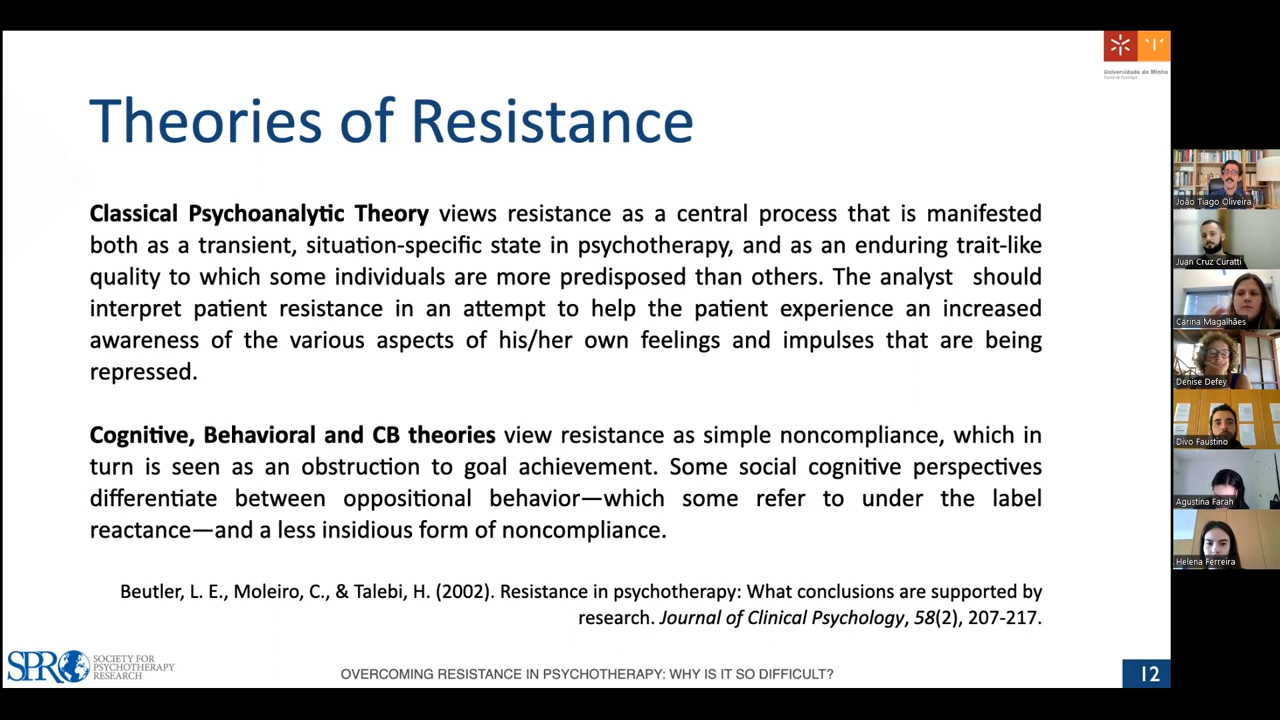 Universidade do Minho
Escola de Psicologia
Theories of Resistance
Classical Psychoanalytic Theory views resistance as a central process that is manifested
both as a transient, situation-specific state in psychotherapy, and as an enduring trait-like
quality to which some individuals are more predisposed than others. The analyst should
interpret patient resistance in an attempt to help the patient experience an increased
awareness of the various aspects of his/her own feelings and impulses that are being
repressed.
Cognitive, Behavioral and CB theories view resistance as simple noncompliance, which in
turn is seen as an obstruction to goal achievement. Some social cognitive perspectives
differentiate between oppositional behavior—which some refer to under the label
reactance—and a less insidious form of noncompliance.
Beutler, L. E., Moleiro, C., & Talebi, H. (2002). Resistance in psychotherapy: What conclusions are supported by
research. Journal of Clinical Psychology, 58(2), 207-217.
SPR
SOCIETY FOR
PSYCHOTHERAPY
RESEARCH
OVERCOMING RESISTANCE IN PSYCHOTHERAPY: WHY IS IT SO DIFFICULT?
12
João Tiago Oliveira
Juan Cruz Curatti
Carina Magalhães
Denise Defey
Divo Faustino
Agustina Farah
Helena Ferreira